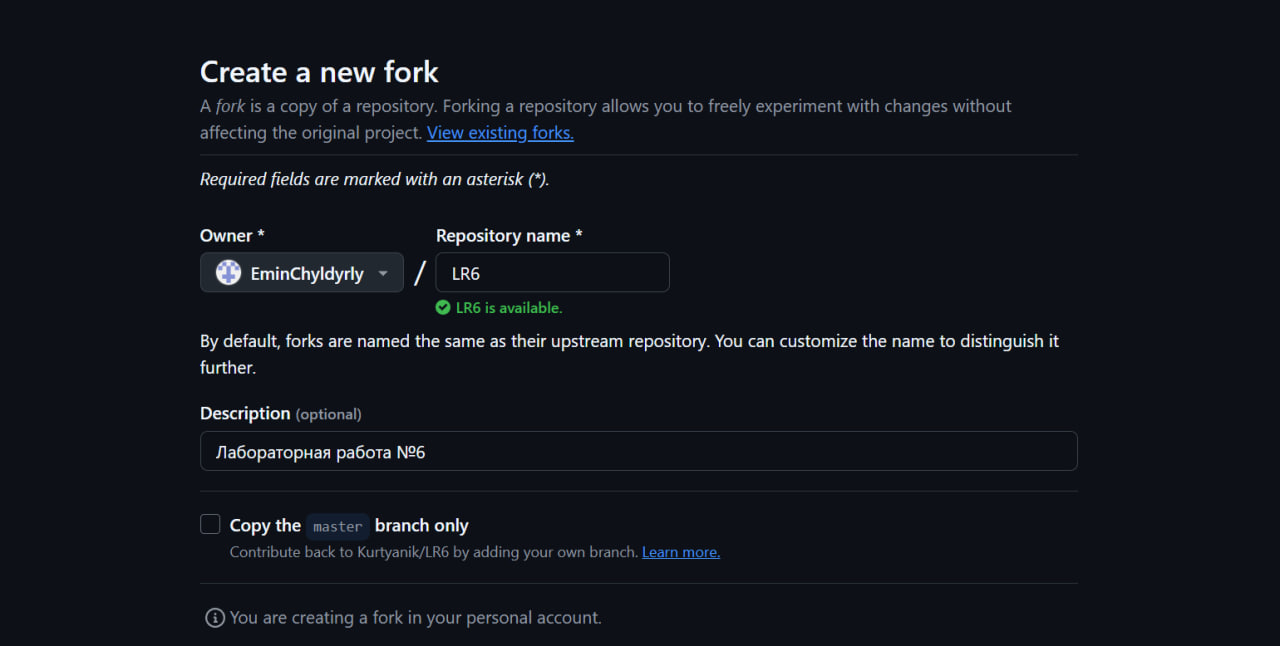 Create a new fork
A fork is a copy of a repository. Forking a repository allows you to freely experiment with changes without
affecting the original project. View existing forks.
Required fields are marked with an asterisk (*).
Owner *
Repository name *
EminChyldyrly / LR6
LR6 is available.
By default, forks are named the same as their upstream repository. You can customize the name to distinguish it
further.
Description (optional)
Лабораторная работа №6
Copy the master branch only
Contribute back to Kurtyanik/LR6 by adding your own branch. Learn more.
You are creating a fork in your personal account.